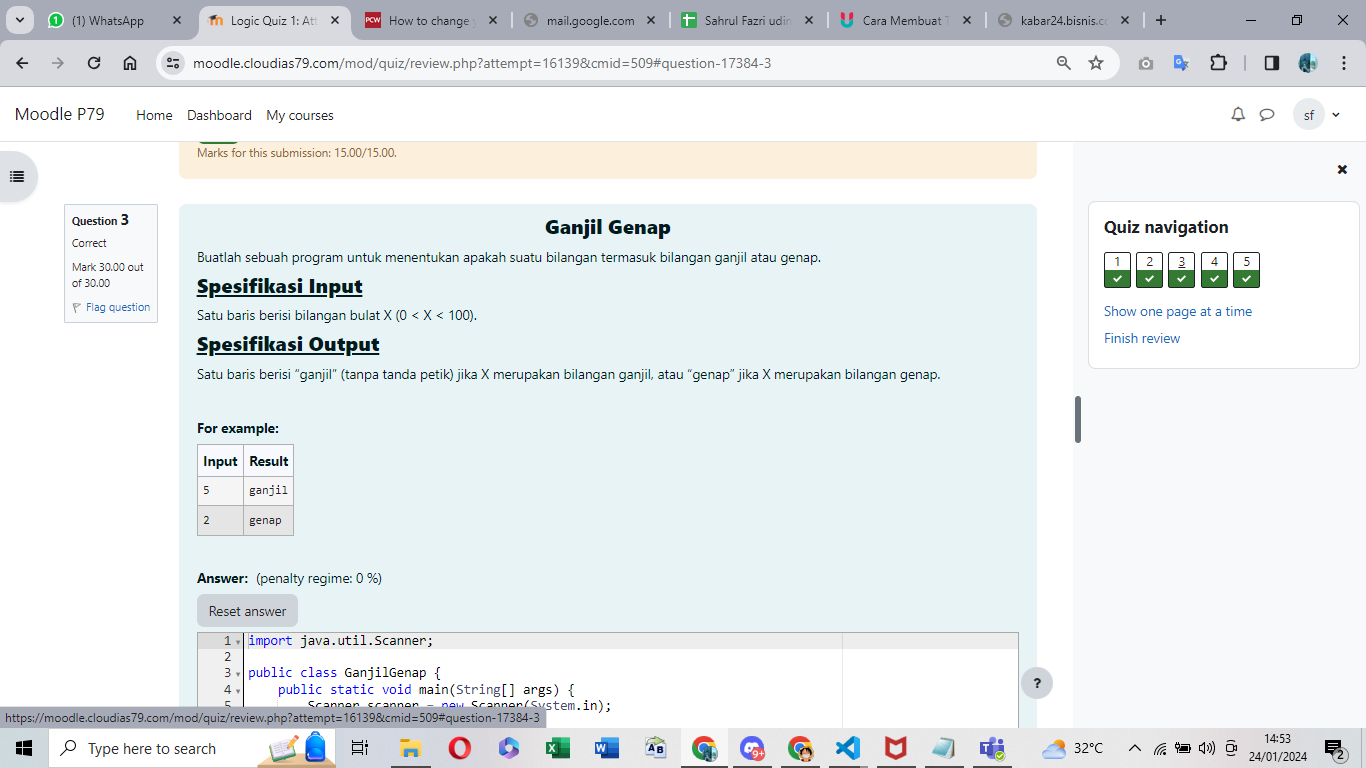 (1) WhatsApp
Logic Quiz 1: Att
How to change
mail.google.com
Sahrul Fazri udin
Cara Membuat
kabar24.bisnis.co
moodle.cloudias79.com/mod/quiz/review.php?attempt=16139&cmid=509#question-17384-3
Moodle P79
Home
Dashboard
My courses
sf
Marks for this submission: 15.00/15.00.
Question 3
Correct
Mark 30.00 out
of 30.00
Flag question
Ganjil Genap
Buatlah sebuah program untuk menentukan apakah suatu bilangan termasuk bilangan ganjil atau genap.
Spesifikasi Input
Satu baris berisi bilangan bulat X (0 < X < 100).
Spesifikasi Output
Satu baris berisi “ganjil” (tanpa tanda petik) jika X merupakan bilangan ganjil, atau “genap” jika X merupakan bilangan genap.
For example:
Input Result
5 ganjil
2 genap
Answer: (penalty regime: 0 %)
Reset answer
1 import java.util.Scanner;
2
3 public class GanjilGenap {
4 public static void main(String[] args) {
5 Scanner scanner = new Scanner(System.in);
Quiz navigation
1 2 3 4 5
Show one page at a time
Finish review
?
https://moodle.cloudias79.com/mod/quiz/review.php?attempt=16139&cmid=509#question-17384-3
Type here to search
32°C
14:53
24/01/2024
2